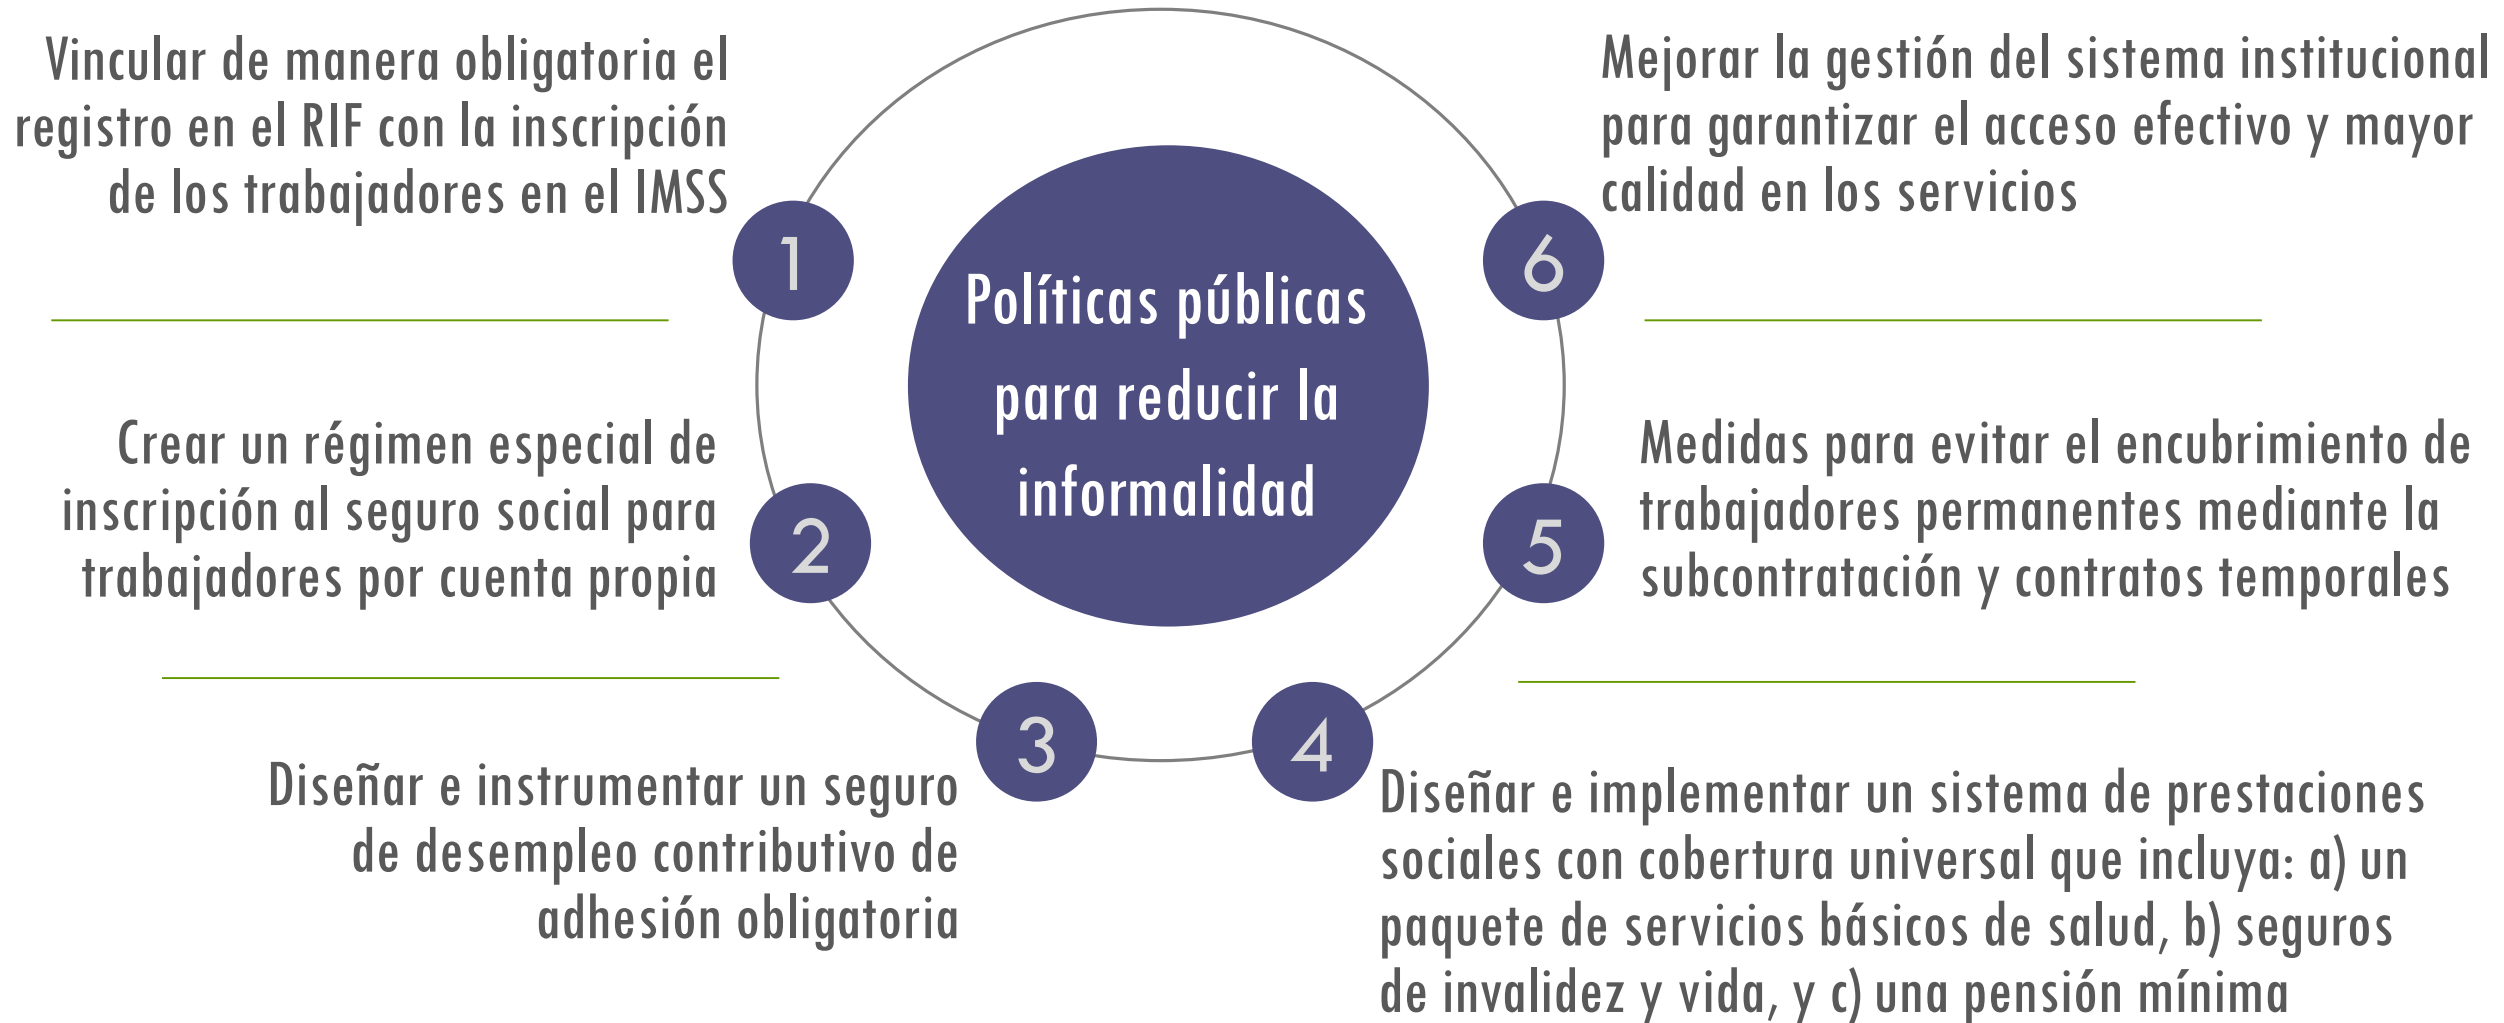 Políticas públicas
para reducir la
informalidad
1
Vincular de manera obligatoria el
registro en el RIF con la inscripción
de los trabajadores en el IMSS
2
Crear un régimen especial de
inscripción al seguro social para
trabajadores por cuenta propia
3
Diseñar e instrumentar un seguro
de desempleo contributivo de
adhesión obligatoria
4
Diseñar e implementar un sistema de prestaciones
sociales con cobertura universal que incluya: a) un
paquete de servicios básicos de salud, b) seguros
de invalidez y vida, y c) una pensión mínima
5
Medidas para evitar el encubrimiento de
trabajadores permanentes mediante la
subcontratación y contratos temporales
6
Mejorar la gestión del sistema institucional
para garantizar el acceso efectivo y mayor
calidad en los servicios